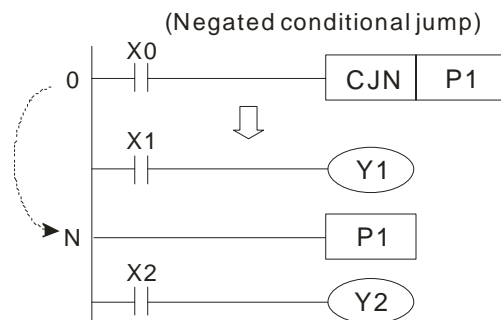 (Negated conditional jump)
X0
0 CJN P1
X1
Y1
N P1
X2
Y2